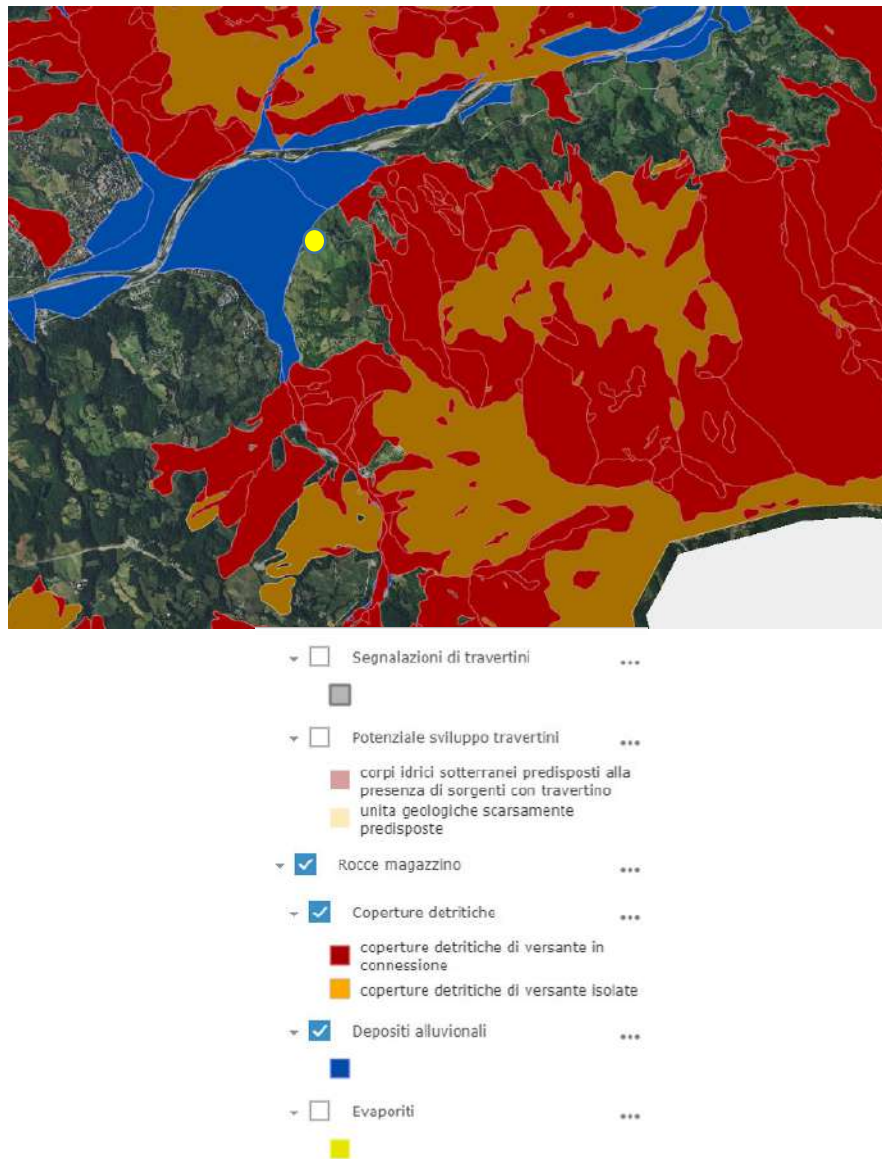 Segnalazioni di travertini
Potenziale sviluppo travertini
corpi idrici sotterranei predisposti alla
presenza di sorgenti con travertino
unita geologiche scarsamente
predisposte
Rocce magazzino
Coperture detritiche
coperture detritiche di versante in
connessione
coperture detritiche di versante isolate
Depositi alluvionali
Evaporiti